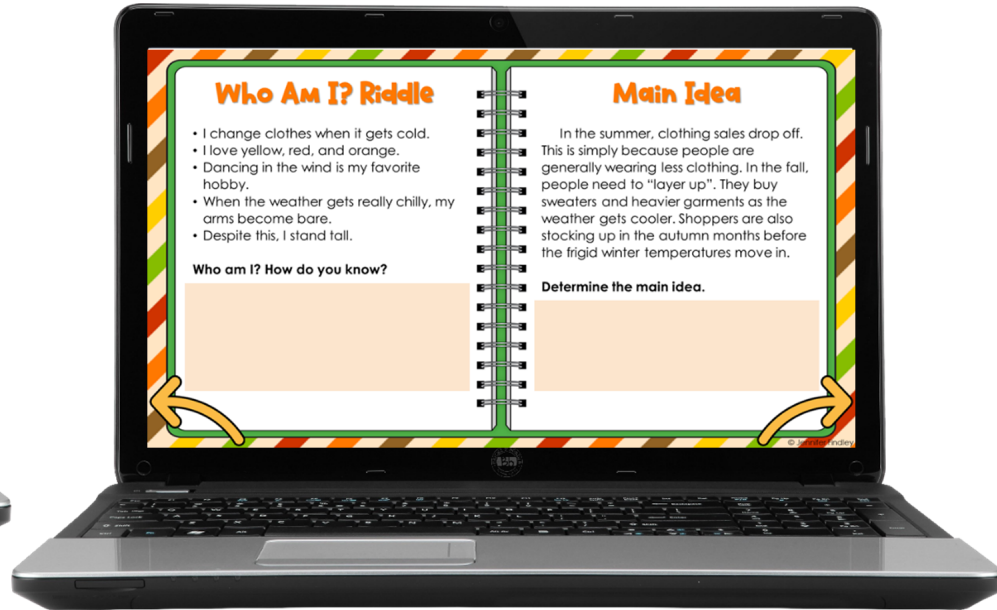 Who Am I? Riddle
• I change clothes when it gets cold.
• I love yellow, red, and orange.
• Dancing in the wind is my favorite
hobby.
• When the weather gets really chilly, my
arms become bare.
• Despite this, I stand tall.
Who am I? How do you know?
Main Idea
In the summer, clothing sales drop off.
This is simply because people are
generally wearing less clothing. In the fall,
people need to “layer up”. They buy
sweaters and heavier garments as the
weather gets cooler. Shoppers are also
stocking up in the autumn months before
the frigid winter temperatures move in.
Determine the main idea.
© Jennifer Findley